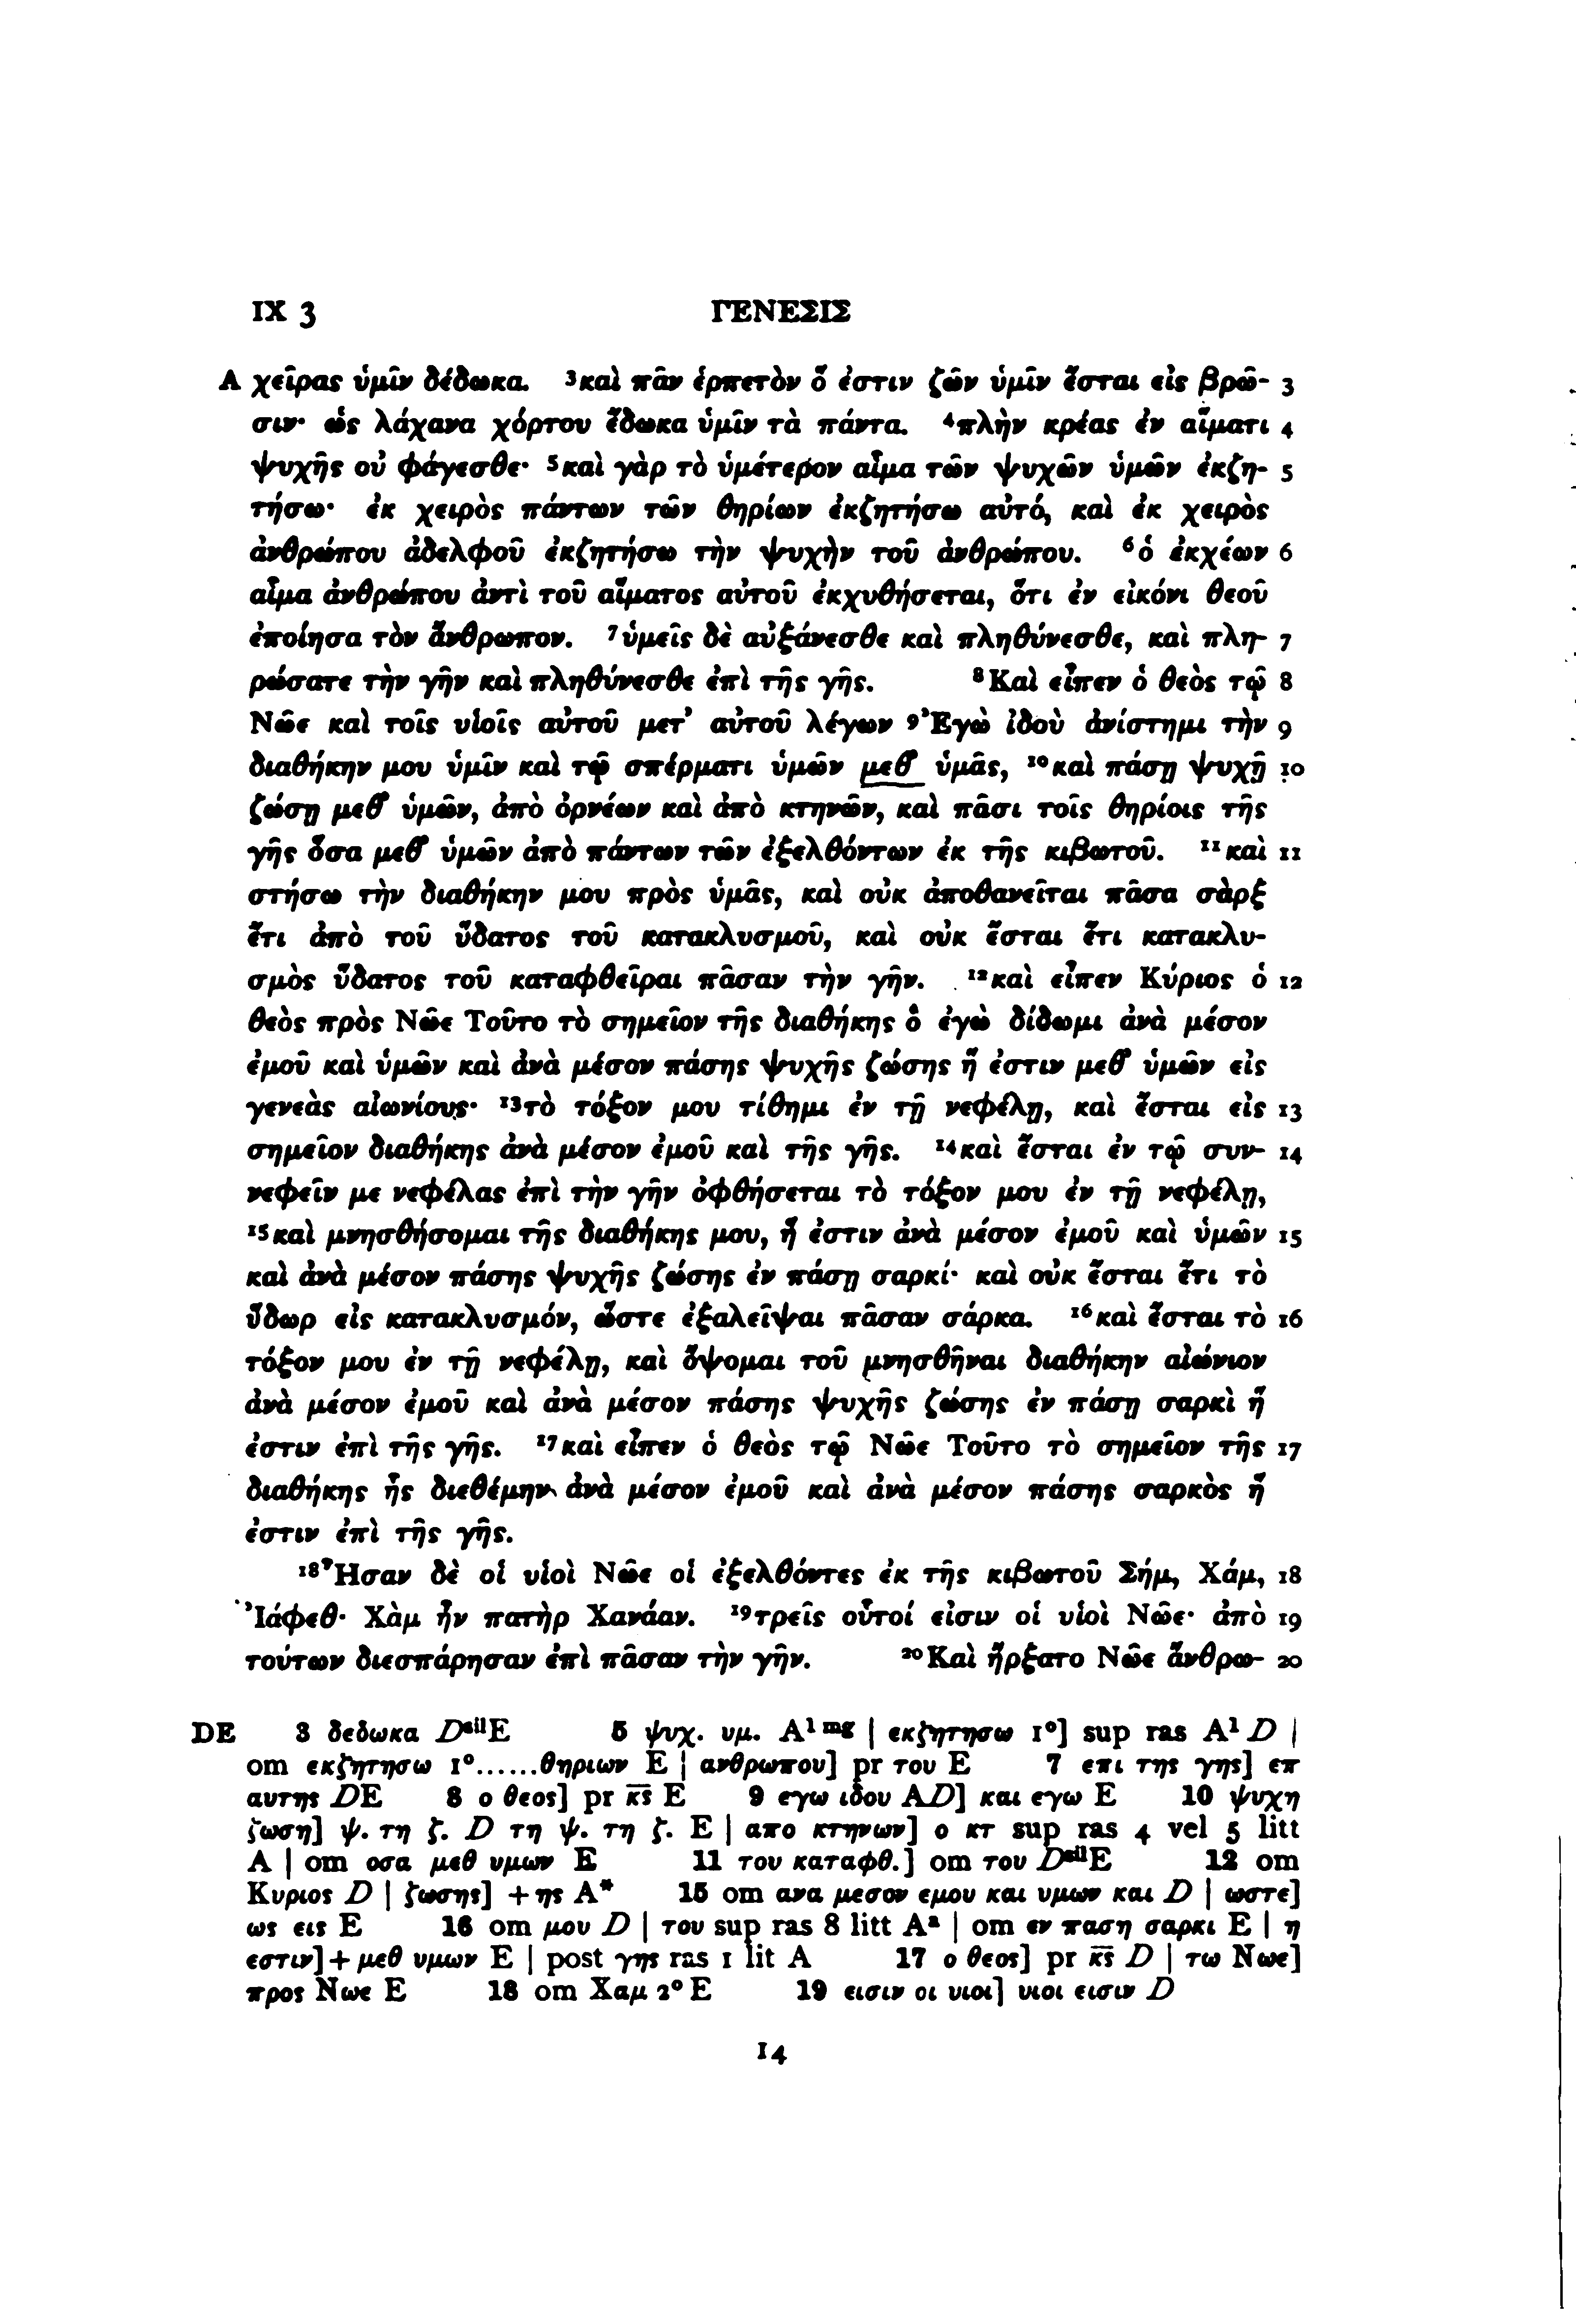 IX 3 ΓΕΝΕΣΙΣ
A χεῖρας ὑμῖν δέδωκα. ³καὶ πᾶν ἑρπετὸν ὅ ἐστιν ζῶν ὑμῖν ἔσται εἰς βρῶ- 3
σιν· ὡς λάχανα χόρτου ἔδωκα ὑμῖν τὰ πάντα. ⁴πλὴν κρέας ἐν αἵματι 4
ψυχῆς οὐ φάγεσθε· ⁵καὶ γὰρ τὸ ὑμέτερον αἷμα τῶν ψυχῶν ὑμῶν ἐκζη- 5
τήσω· ἐκ χειρὸς πάντων τῶν θηρίων ἐκζητήσω αὐτό, καὶ ἐκ χειρὸς
ἀνθρώπου ἀδελφοῦ ἐκζητήσω τὴν ψυχὴν τοῦ ἀνθρώπου. ⁶ὁ ἐκχέων 6
αἷμα ἀνθρώπου ἀντὶ τοῦ αἵματος αὐτοῦ ἐκχυθήσεται, ὅτι ἐν εἰκόνι θεοῦ
ἐποίησα τὸν ἄνθρωπον. ⁷ὑμεῖς δὲ αὐξάνεσθε καὶ πληθύνεσθε, καὶ πλη- 7
ρώσατε τὴν γῆν καὶ πληθύνεσθε ἐπὶ τῆς γῆς. ⁸Καὶ εἶπεν ὁ θεὸς τῷ 8
Νῶε καὶ τοῖς υἱοῖς αὐτοῦ μετ’ αὐτοῦ λέγων ⁹Ἐγὼ ἰδοὺ ἀνίστημι τὴν 9
διαθήκην μου ὑμῖν καὶ τῷ σπέρματι ὑμῶν μεθ’ ὑμᾶς, ¹⁰καὶ πάσῃ ψυχῇ 10
ζώσῃ μεθ’ ὑμῶν, ἀπὸ ὀρνέων καὶ ἀπὸ κτηνῶν, καὶ πᾶσι τοῖς θηρίοις τῆς
γῆς ὅσα μεθ’ ὑμῶν ἀπὸ πάντων τῶν ἐξελθόντων ἐκ τῆς κιβωτοῦ. ¹¹καὶ 11
στήσω τὴν διαθήκην μου πρὸς ὑμᾶς, καὶ οὐκ ἀποθανεῖται πᾶσα σὰρξ
ἔτι ἀπὸ τοῦ ὕδατος τοῦ κατακλυσμοῦ, καὶ οὐκ ἔσται ἔτι κατακλυ-
σμὸς ὕδατος τοῦ καταφθεῖραι πᾶσαν τὴν γῆν. ¹²καὶ εἶπεν Κύριος ὁ 12
θεὸς πρὸς Νῶε Τοῦτο τὸ σημεῖον τῆς διαθήκης ὃ ἐγὼ δίδωμι ἀνὰ μέσον
ἐμοῦ καὶ ὑμῶν καὶ ἀνὰ μέσον πάσης ψυχῆς ζώσης ἥ ἐστιν μεθ’ ὑμῶν εἰς
γενεὰς αἰωνίους· ¹³τὸ τόξον μου τίθημι ἐν τῇ νεφέλῃ, καὶ ἔσται εἰς 13
σημεῖον διαθήκης ἀνὰ μέσον ἐμοῦ καὶ τῆς γῆς. ¹⁴καὶ ἔσται ἐν τῷ συν- 14
νεφεῖν με νεφέλας ἐπὶ τὴν γῆν ὀφθήσεται τὸ τόξον μου ἐν τῇ νεφέλῃ,
¹⁵καὶ μνησθήσομαι τῆς διαθήκης μου, ἥ ἐστιν ἀνὰ μέσον ἐμοῦ καὶ ὑμῶν 15
καὶ ἀνὰ μέσον πάσης ψυχῆς ζώσης ἐν πάσῃ σαρκί· καὶ οὐκ ἔσται ἔτι τὸ
ὕδωρ εἰς κατακλυσμόν, ὥστε ἐξαλεῖψαι πᾶσαν σάρκα. ¹⁶καὶ ἔσται τὸ 16
τόξον μου ἐν τῇ νεφέλῃ, καὶ ὄψομαι τοῦ μνησθῆναι διαθήκην αἰώνιον
ἀνὰ μέσον ἐμοῦ καὶ ἀνὰ μέσον πάσης ψυχῆς ζώσης ἐν πάσῃ σαρκὶ ἥ
ἐστιν ἐπὶ τῆς γῆς. ¹⁷καὶ εἶπεν ὁ θεὸς τῷ Νῶε Τοῦτο τὸ σημεῖον τῆς 17
διαθήκης ἧς διεθέμην ἀνὰ μέσον ἐμοῦ καὶ ἀνὰ μέσον πάσης σαρκὸς ἥ
ἐστιν ἐπὶ τῆς γῆς.
¹⁸Ἦσαν δὲ οἱ υἱοὶ Νῶε οἱ ἐξελθόντες ἐκ τῆς κιβωτοῦ Σήμ, Χάμ, 18
Ἰάφεθ· Χὰμ ἦν πατὴρ Χανάαν. ¹⁹τρεῖς οὗτοί εἰσιν οἱ υἱοὶ Νῶε· ἀπὸ 19
τούτων διεσπάρησαν ἐπὶ πᾶσαν τὴν γῆν. ²⁰Καὶ ἤρξατο Νῶε ἄνθρω- 20
DE 3 δεδωκα DˢⁱˡE 5 ψυχ. υμ. A¹ ᵐᵍ | εκζητησω 1°] sup ras A¹ D |
om εκζητησω 1°......θηριων E | ανθρωπου] pr του E 7 επι της γης] επ
αυτης DE 8 ο θεος] pr κ̅ς̅ E 9 εγω ιδου AD] και εγω E 10 ψυχη
ζωση] ψ. τη ζ. D τη ψ. τη ζ. E | απο κτηνων] ο κτ sup ras 4 vel 5 litt
A | om οσα μεθ υμων E 11 του καταφθ.] om του DˢⁱˡE 12 om
Κυριος D | ζωσης] +ης A* 15 om ανα μεσον εμου και υμων και D | ωστε]
ως εις E 16 om μου D | του sup ras 8 litt Aᵃ | om εν παση σαρκι E | η
εστιν]+μεθ υμων E | post γης ras 1 lit A 17 ο θεος] pr κ̅ς̅ D | τω Νωε]
προς Νωε E 18 om Χαμ 2° E 19 εισιν οι υιοι] υιοι εισιν D
14